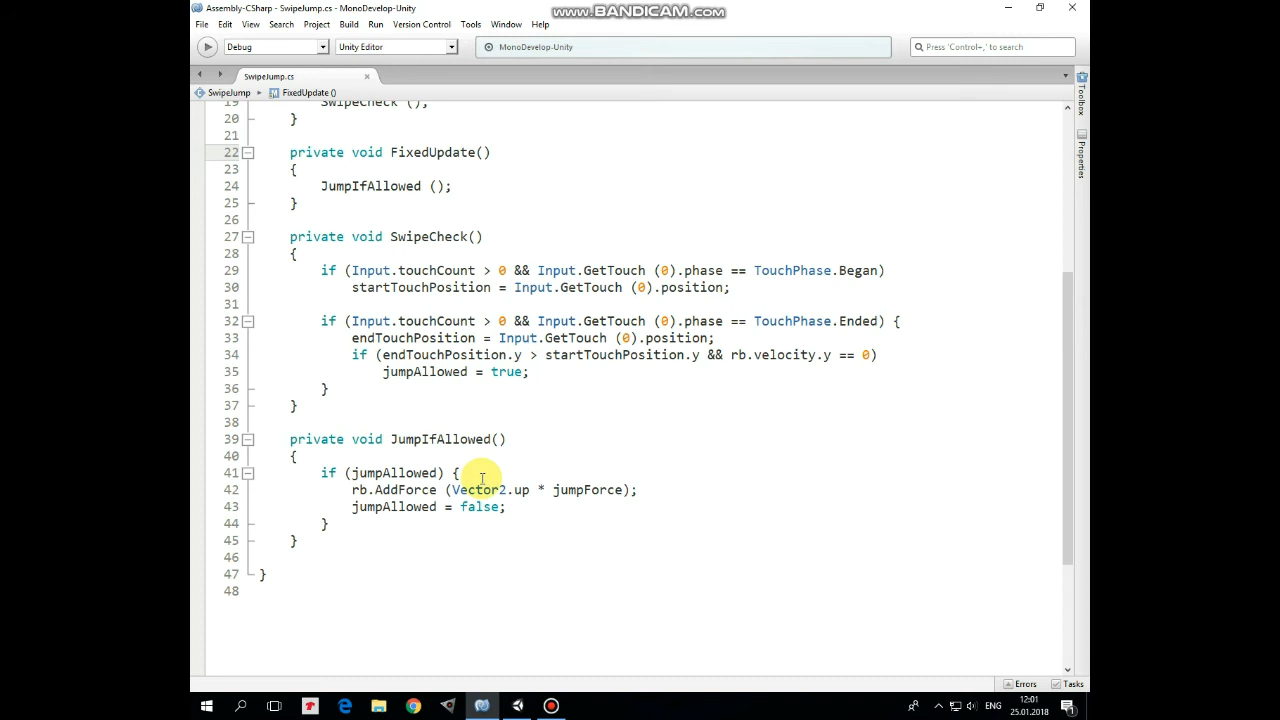 Assembly-CSharp - SwipeJump.cs - MonoDevelop-Unity
www.BANDICAM.com
File Edit View Search Project Build Run Version Control Tools Window Help
Debug Unity Editor MonoDevelop-Unity Press 'Control+,' to search
SwipeJump.cs
SwipeJump ▸ FixedUpdate ()
Toolbox
Properties
19 SwipeCheck ();
20 }
21
22 private void FixedUpdate()
23 {
24 JumpIfAllowed ();
25 }
26
27 private void SwipeCheck()
28 {
29 if (Input.touchCount > 0 && Input.GetTouch (0).phase == TouchPhase.Began)
30 startTouchPosition = Input.GetTouch (0).position;
31
32 if (Input.touchCount > 0 && Input.GetTouch (0).phase == TouchPhase.Ended) {
33 endTouchPosition = Input.GetTouch (0).position;
34 if (endTouchPosition.y > startTouchPosition.y && rb.velocity.y == 0)
35 jumpAllowed = true;
36 }
37 }
38
39 private void JumpIfAllowed()
40 {
41 if (jumpAllowed) {
42 rb.AddForce (Vector2.up * jumpForce);
43 jumpAllowed = false;
44 }
45 }
46
47 }
48
Errors Tasks
ENG 12:01
25.01.2018
1